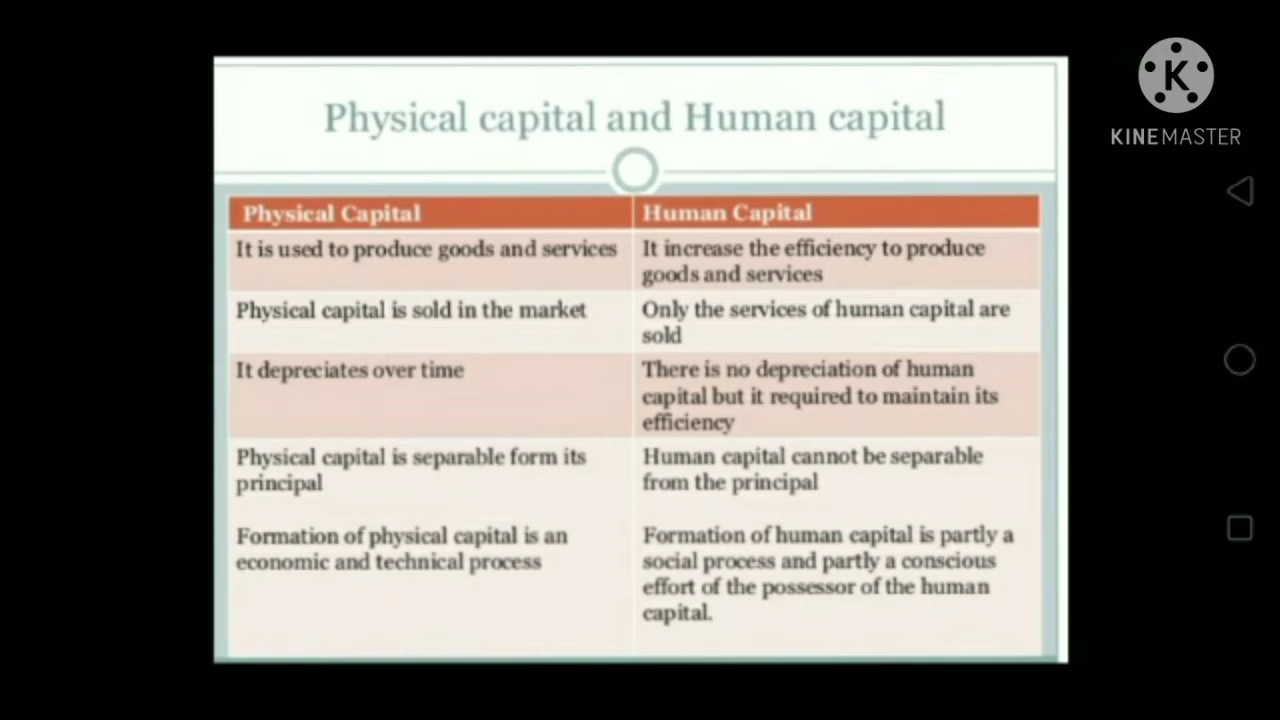 Physical capital and Human capital
Physical Capital
Human Capital
It is used to produce goods and services
It increase the efficiency to produce
goods and services
Physical capital is sold in the market
Only the services of human capital are
sold
It depreciates over time
There is no depreciation of human
capital but it required to maintain its
efficiency
Physical capital is separable form its
principal
Human capital cannot be separable
from the principal
Formation of physical capital is an
economic and technical process
Formation of human capital is partly a
social process and partly a conscious
effort of the possessor of the human
capital.
K
KINEMASTER